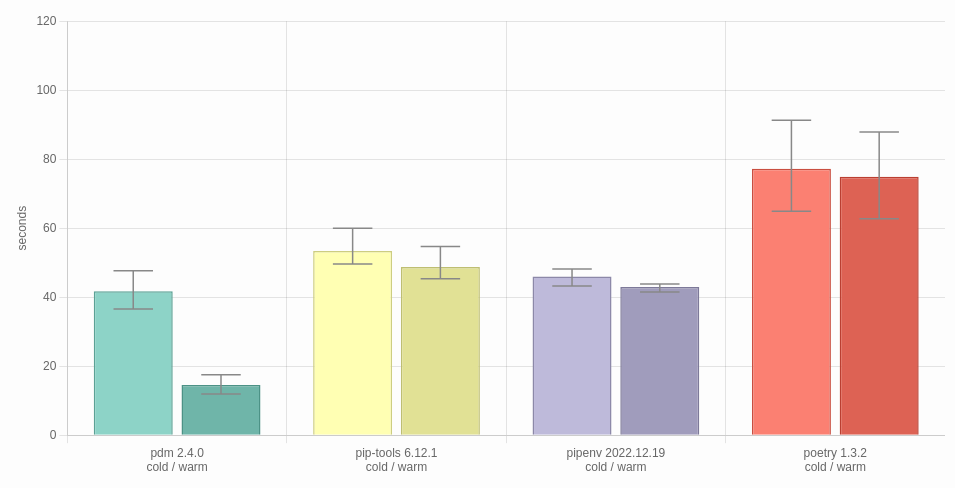 120
100
80
60
40
20
0
seconds
pdm 2.4.0
cold / warm
pip-tools 6.12.1
cold / warm
pipenv 2022.12.19
cold / warm
poetry 1.3.2
cold / warm